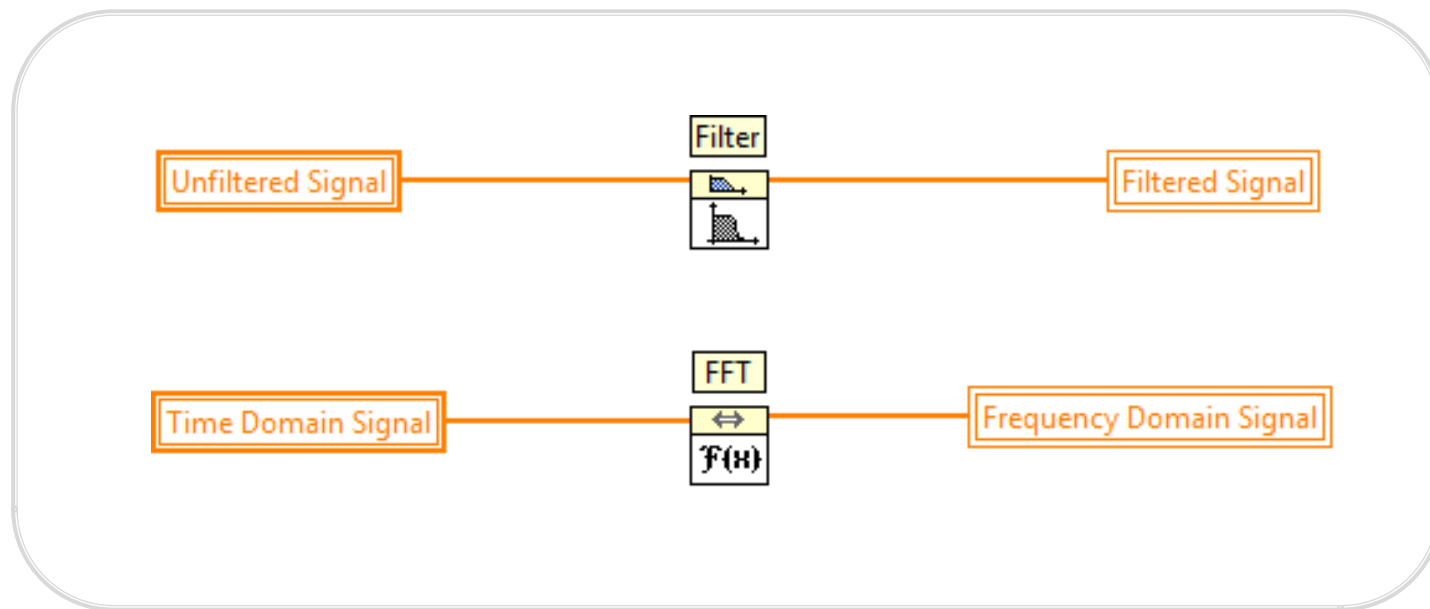 Filter
Unfiltered Signal
Filtered Signal
FFT
Time Domain Signal
Frequency Domain Signal
F(x)